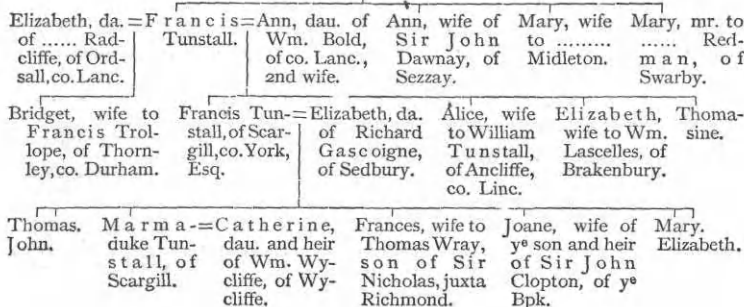 Elizabeth, da. = Francis = Ann, dau. of Ann, wife of Mary, wife Mary, mr. to
of ...... Rad- Tunstall. Wm. Bold, Sir John to ......... ...... Red-
cliffe, of Ord- of co. Lanc., Dawnay, of Midleton. man, of
sall, co. Lanc. 2nd wife. Sezzay. Swarby.
Bridget, wife to Francis Tun- = Elizabeth, da. Alice, wife Elizabeth, Thoma-
Francis Trol- stall, of Scar- of Richard to William wife to Wm. sine.
lope, of Thorn- gill, co. York, Gascoigne, Tunstall, Lascelles, of
ley, co. Durham. Esq. of Sedbury. of Ancliffe, Brakenbury.
co. Linc.
Thomas. Marma- = Catherine, Frances, wife to Joane, wife of Mary.
John. duke Tun- dau. and heir Thomas Wray, yᵉ son and heir Elizabeth.
stall, of of Wm. Wy- son of Sir of Sir John
Scargill. cliffe, of Wy- Nicholas, juxta Clopton, of yᵉ
cliffe. Richmond. Bpk.